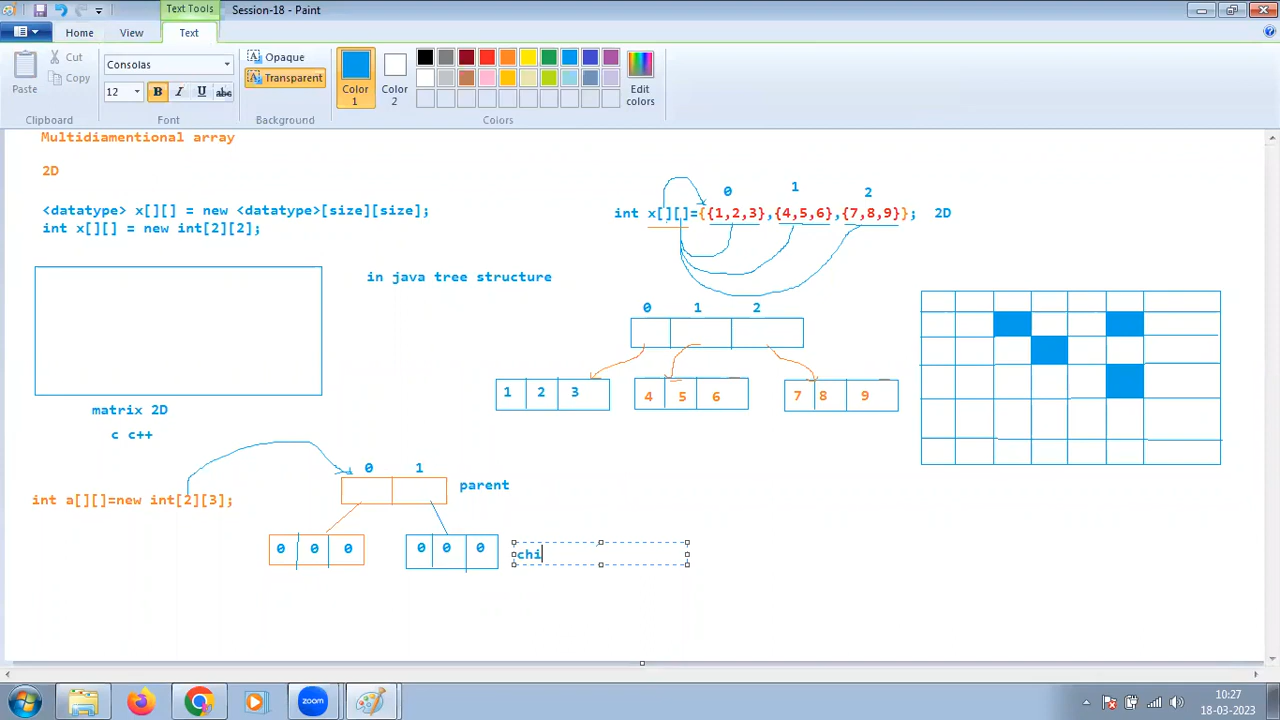 Text Tools
Session-18 - Paint
Home
View
Text
Paste
Cut
Copy
Clipboard
Consolas
12
B
I
U
abc
Font
Opaque
Transparent
Background
Color
1
Color
2
Edit
colors
Colors
Multidiamentional array
2D
<datatype> x[][] = new <datatype>[size][size];
int x[][] = new int[2][2];
0 1 2
int x[][]={{1,2,3},{4,5,6},{7,8,9}}; 2D
in java tree structure
0 1 2
1 2 3 4 5 6 7 8 9
matrix 2D
c c++
0 1
parent
int a[][]=new int[2][3];
0 0 0 0 0 0
chi
zoom
10:27
18-03-2023